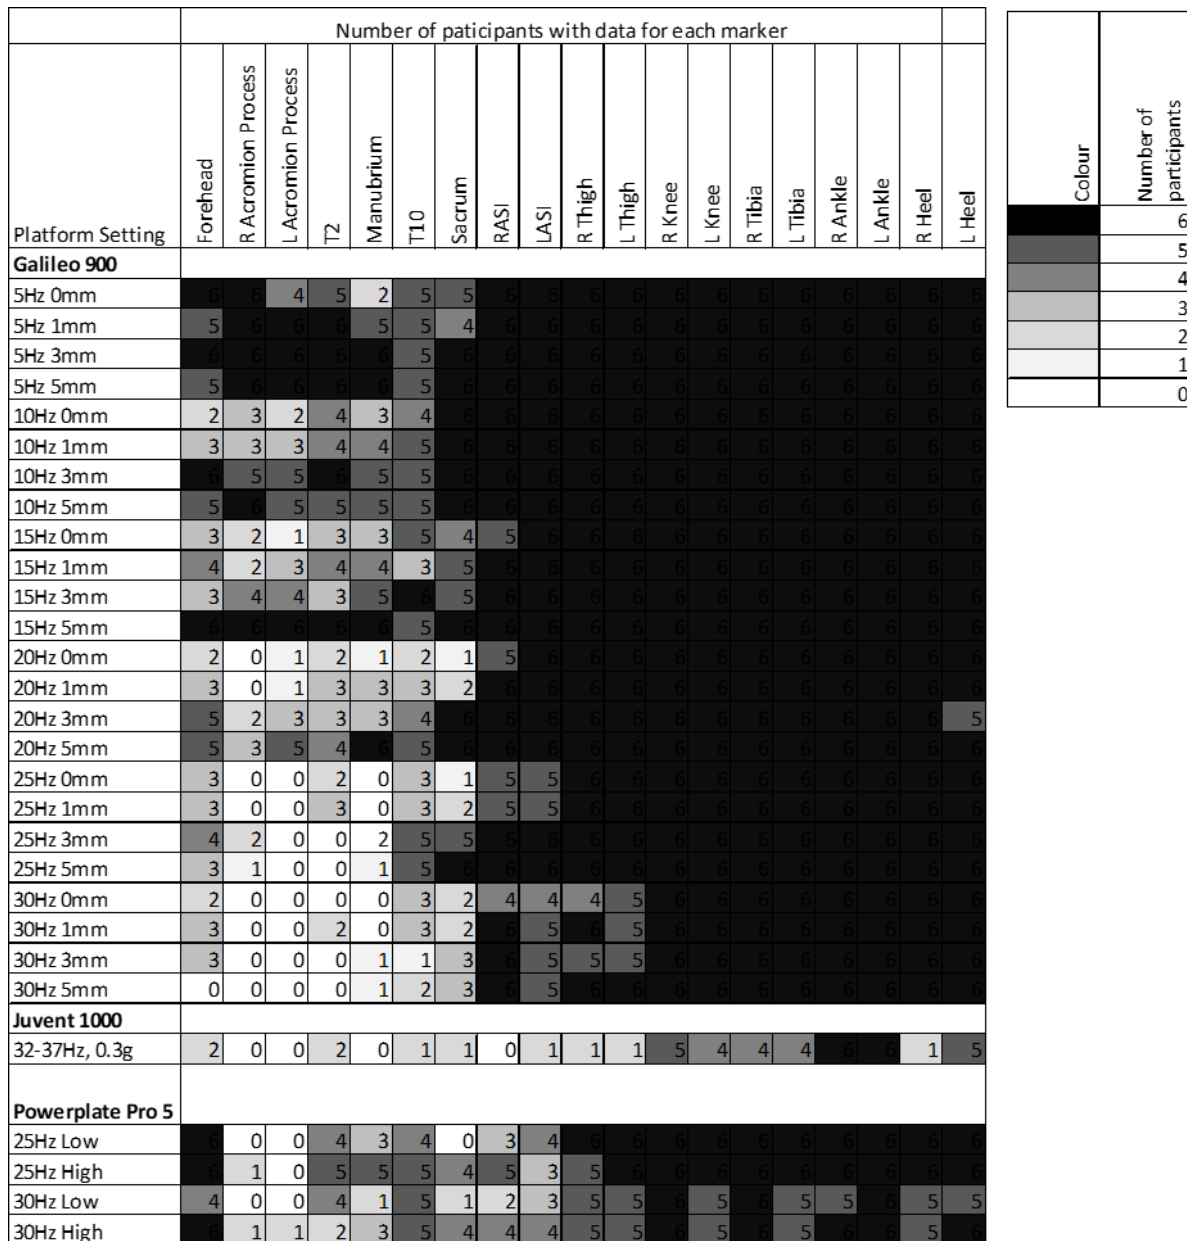 Number of paticipants with data for each marker
Platform Setting Forehead R Acromion Process L Acromion Process T2 Manubrium T10 Sacrum RASI LASI R Thigh L Thigh R Knee L Knee R Tibia L Tibia R Ankle L Ankle R Heel L Heel
Galileo 900
5Hz 0mm 6 6 4 5 2 5 5 6 6 6 6 6 6 6 6 6 6 6 6
5Hz 1mm 5 6 6 6 5 5 4 6 6 6 6 6 6 6 6 6 6 6 6
5Hz 3mm 6 6 6 6 6 5 6 6 6 6 6 6 6 6 6 6 6 6 6
5Hz 5mm 5 6 6 6 6 5 6 6 6 6 6 6 6 6 6 6 6 6 6
10Hz 0mm 2 3 2 4 3 4 6 6 6 6 6 6 6 6 6 6 6 6 6
10Hz 1mm 3 3 3 4 4 5 6 6 6 6 6 6 6 6 6 6 6 6 6
10Hz 3mm 6 5 5 6 5 5 6 6 6 6 6 6 6 6 6 6 6 6 6
10Hz 5mm 5 6 5 5 5 5 6 6 6 6 6 6 6 6 6 6 6 6 6
15Hz 0mm 3 2 1 3 3 5 4 5 6 6 6 6 6 6 6 6 6 6 6
15Hz 1mm 4 2 3 4 4 3 5 6 6 6 6 6 6 6 6 6 6 6 6
15Hz 3mm 3 4 4 3 5 6 5 6 6 6 6 6 6 6 6 6 6 6 6
15Hz 5mm 6 6 6 6 6 5 6 6 6 6 6 6 6 6 6 6 6 6 6
20Hz 0mm 2 0 1 2 1 2 1 5 6 6 6 6 6 6 6 6 6 6 6
20Hz 1mm 3 0 1 3 3 3 2 6 6 6 6 6 6 6 6 6 6 6 6
20Hz 3mm 5 2 3 3 3 4 6 6 6 6 6 6 6 6 6 6 6 6 5
20Hz 5mm 5 3 5 4 6 5 6 6 6 6 6 6 6 6 6 6 6 6 6
25Hz 0mm 3 0 0 2 0 3 1 5 5 6 6 6 6 6 6 6 6 6 6
25Hz 1mm 3 0 0 3 0 3 2 5 5 6 6 6 6 6 6 6 6 6 6
25Hz 3mm 4 2 0 0 2 5 5 6 6 6 6 6 6 6 6 6 6 6 6
25Hz 5mm 3 1 0 0 1 5 6 6 6 6 6 6 6 6 6 6 6 6 6
30Hz 0mm 2 0 0 0 0 3 2 4 4 4 5 6 6 6 6 6 6 6 6
30Hz 1mm 3 0 0 2 0 3 2 6 5 6 5 6 6 6 6 6 6 6 6
30Hz 3mm 3 0 0 0 1 1 3 6 5 5 5 6 6 6 6 6 6 6 6
30Hz 5mm 0 0 0 0 1 2 3 6 5 6 6 6 6 6 6 6 6 6 6
Juvent 1000
32-37Hz, 0.3g 2 0 0 2 0 1 1 0 1 1 1 5 4 4 4 6 6 1 5
Powerplate Pro 5
25Hz Low 6 0 0 4 3 4 0 3 4 6 6 6 6 6 6 6 6 6 6
25Hz High 6 1 0 5 5 5 4 5 3 5 6 6 6 6 6 6 6 6 6
30Hz Low 4 0 0 4 1 5 1 2 3 5 5 6 5 6 5 5 6 5 5
30Hz High 6 1 1 2 3 5 4 4 4 5 5 6 5 6 5 6 6 5 6
Colour Number of participants
6
5
4
3
2
1
0